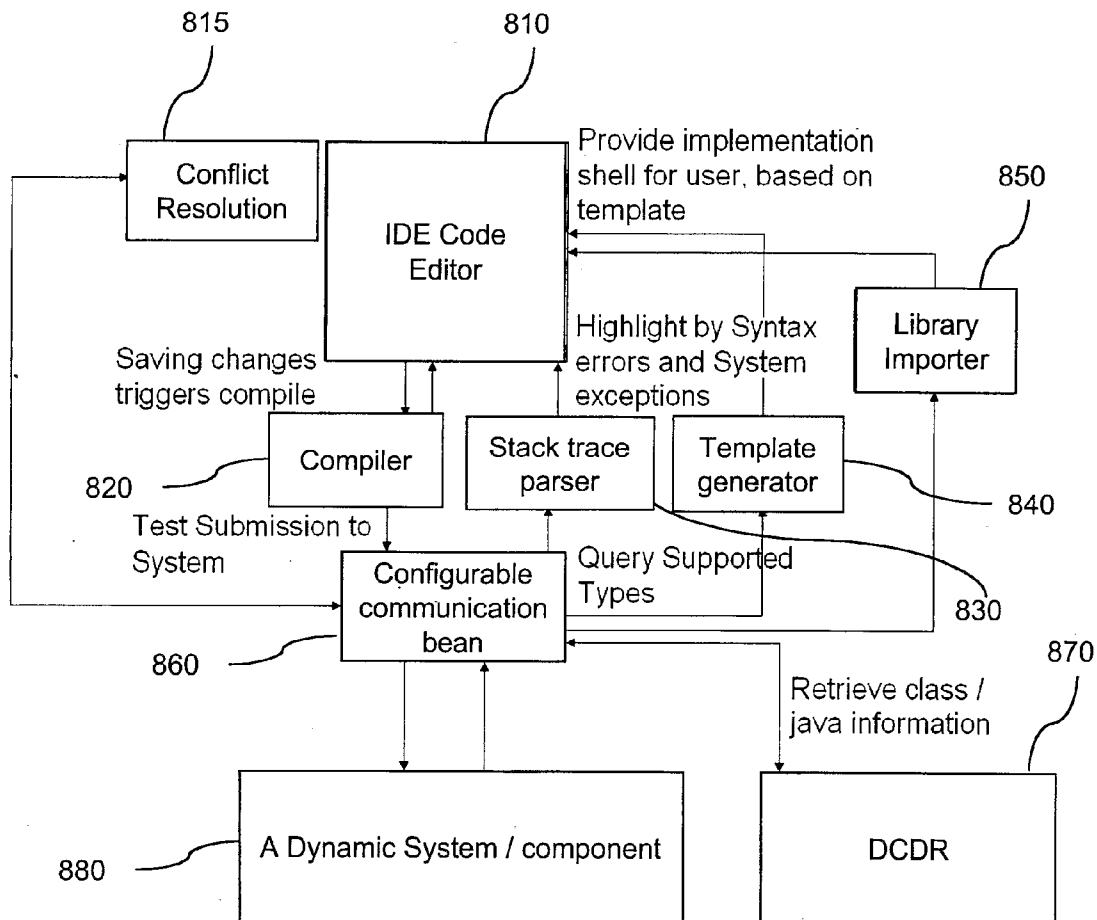 815
810
Conflict
Resolution
IDE Code
Editor
Provide implementation
shell for user, based on
template
850
Library
Importer
Saving changes
triggers compile
Highlight by Syntax
errors and System
exceptions
Compiler
820
Stack trace
parser
Template
generator
840
Test Submission to
System
Configurable
communication
bean
860
Query Supported
Types
830
870
Retrieve class /
java information
A Dynamic System / component
880
DCDR